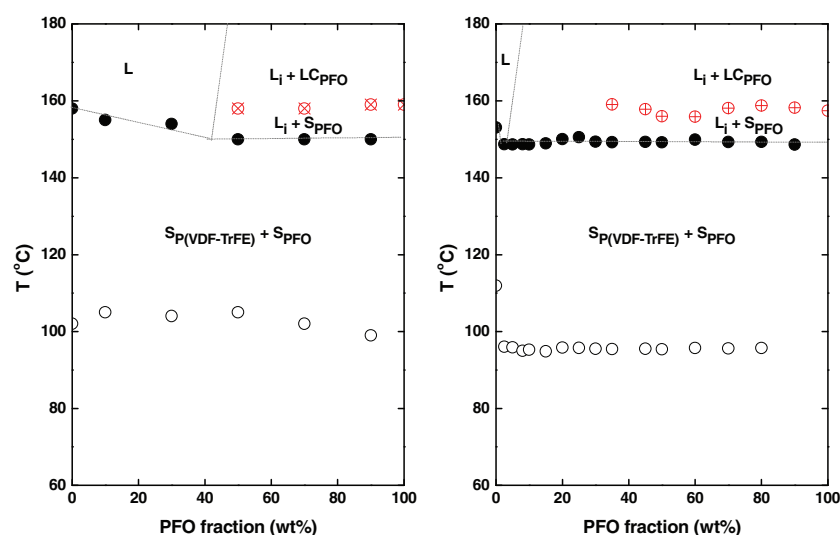 180
160
140
120
100
80
60
T (°C)
0
20
40
60
80
100
PFO fraction (wt%)
L
Li + LCPFO
Li + SPFO
SP(VDF-TrFE) + SPFO
180
160
140
120
100
80
60
T (°C)
0
20
40
60
80
100
PFO fraction (wt%)
L
Li + LCPFO
Li + SPFO
SP(VDF-TrFE) + SPFO